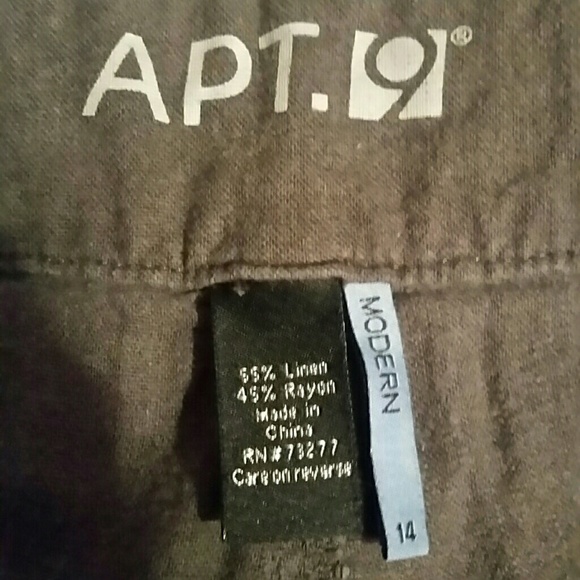 APT. 9®
55% Linen
45% Rayon
Made in
China
RN#73277
Care on reverse
MODERN
14